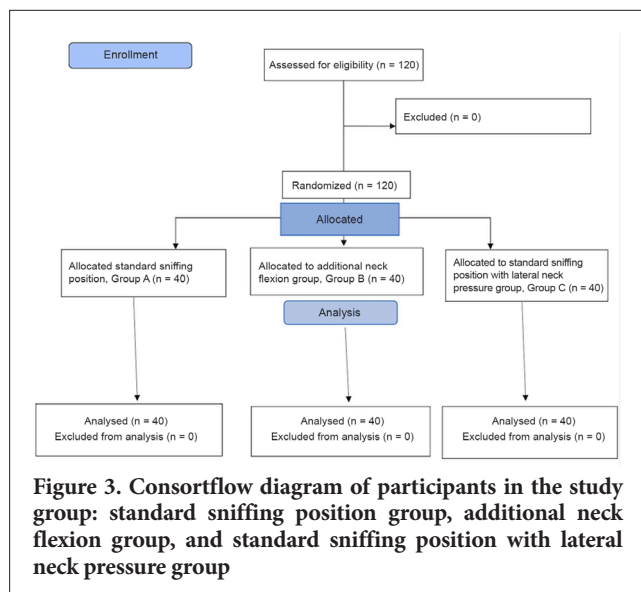 Enrollment
Assessed for eligibility (n = 120)
Excluded (n = 0)
Randomized (n = 120)
Allocated
Allocated standard sniffing
position, Group A (n = 40)
Allocated to additional neck
flexion group, Group B (n = 40)
Allocated to standard sniffing
position with lateral neck
pressure group, Group C (n = 40)
Analysis
Analysed (n = 40)
Excluded from analysis (n = 0)
Analysed (n = 40)
Excluded from analysis (n = 0)
Analysed (n = 40)
Excluded from analysis (n = 0)
Figure 3. Consortflow diagram of participants in the study
group: standard sniffing position group, additional neck
flexion group, and standard sniffing position with lateral
neck pressure group